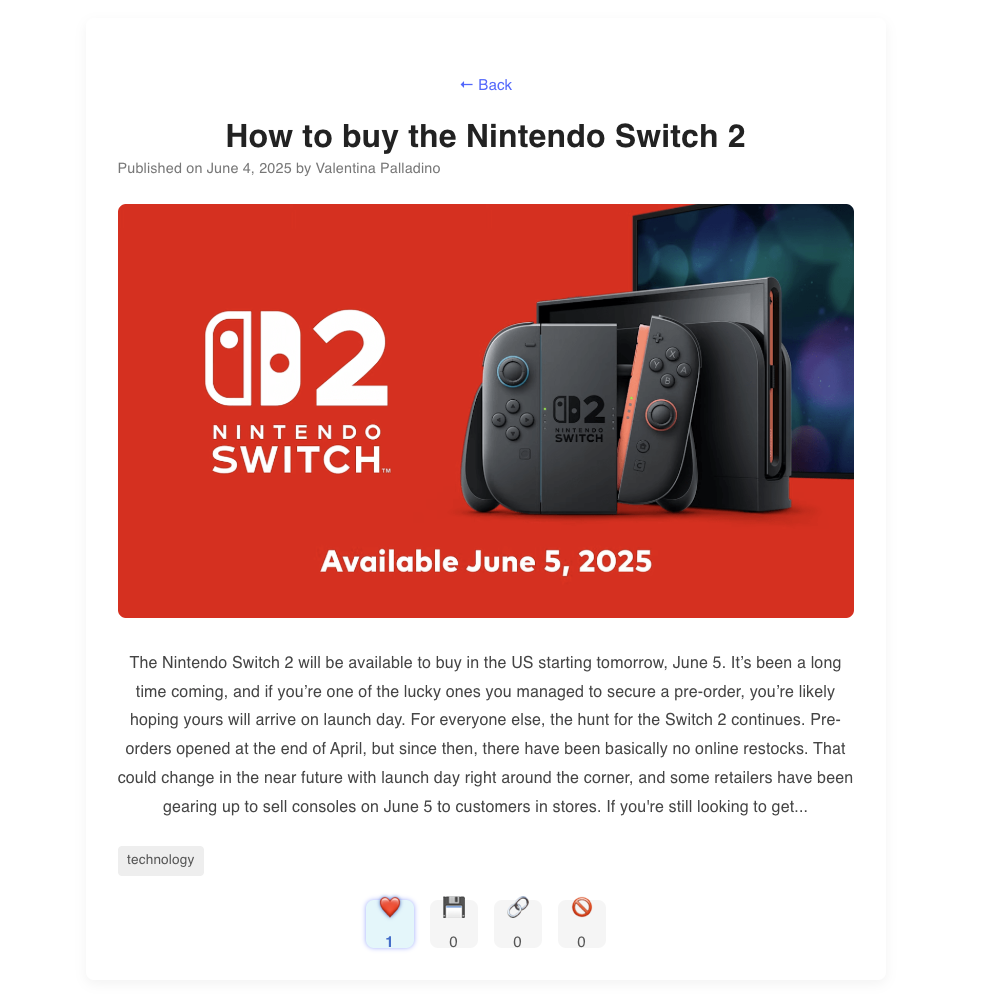 ← Back
How to buy the Nintendo Switch 2
Published on June 4, 2025 by Valentina Palladino
2
NINTENDO
SWITCH™
2
NINTENDO
SWITCH
X
Y
A
B
Available June 5, 2025
The Nintendo Switch 2 will be available to buy in the US starting tomorrow, June 5. It’s been a long
time coming, and if you’re one of the lucky ones you managed to secure a pre-order, you’re likely
hoping yours will arrive on launch day. For everyone else, the hunt for the Switch 2 continues. Pre-
orders opened at the end of April, but since then, there have been basically no online restocks. That
could change in the near future with launch day right around the corner, and some retailers have been
gearing up to sell consoles on June 5 to customers in stores. If you're still looking to get...
technology
1
0
0
0